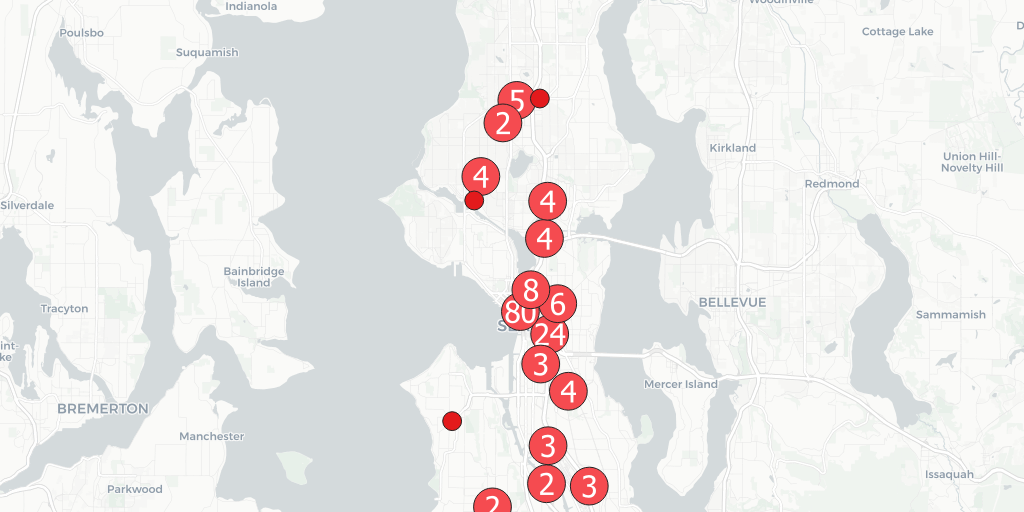 Indianola
Woodinville
Poulsbo
Cottage Lake
Suquamish
5
2
Kirkland
Union Hill-
Novelty Hill
4
Redmond
4
Silverdale
4
Bainbridge
Island
8
6
BELLEVUE
80
Tracyton
Sammamish
24
3
4
Mercer Island
BREMERTON
Manchester
3
Issaquah
2
3
Parkwood
2